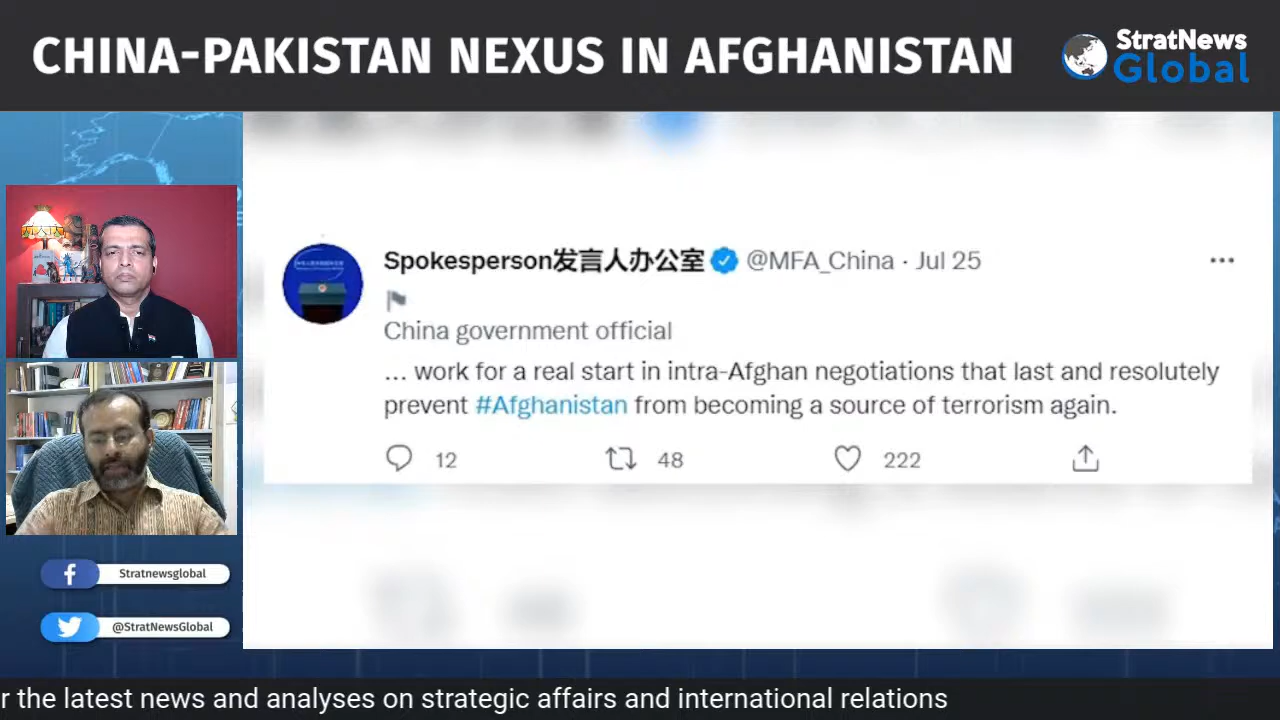 CHINA-PAKISTAN NEXUS IN AFGHANISTAN
StratNews
Global
Spokesperson发言人办公室 @MFA_China · Jul 25
China government official
... work for a real start in intra-Afghan negotiations that last and resolutely
prevent #Afghanistan from becoming a source of terrorism again.
12 48 222
Stratnewsglobal
@StratNewsGlobal
r the latest news and analyses on strategic affairs and international relations